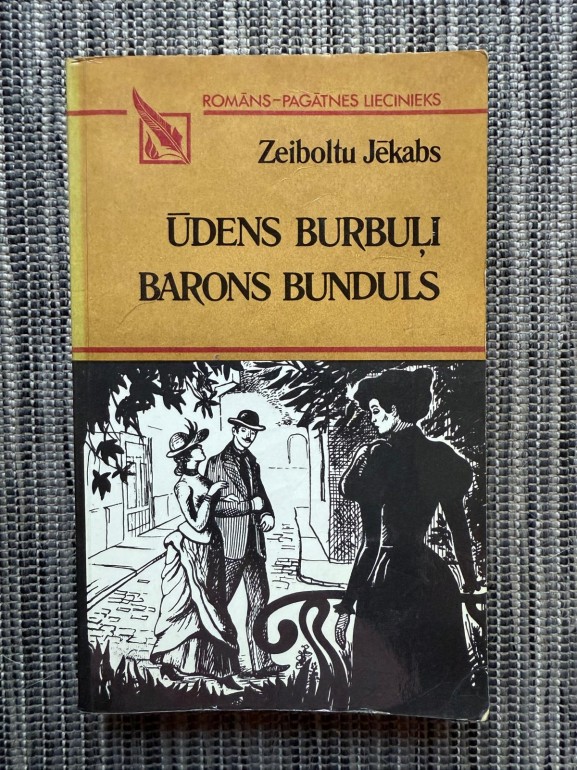 ROMĀNS–PAGĀTNES LIECINIEKS
Zeiboltu Jēkabs
ŪDENS BURBUĻI
BARONS BUNDULS